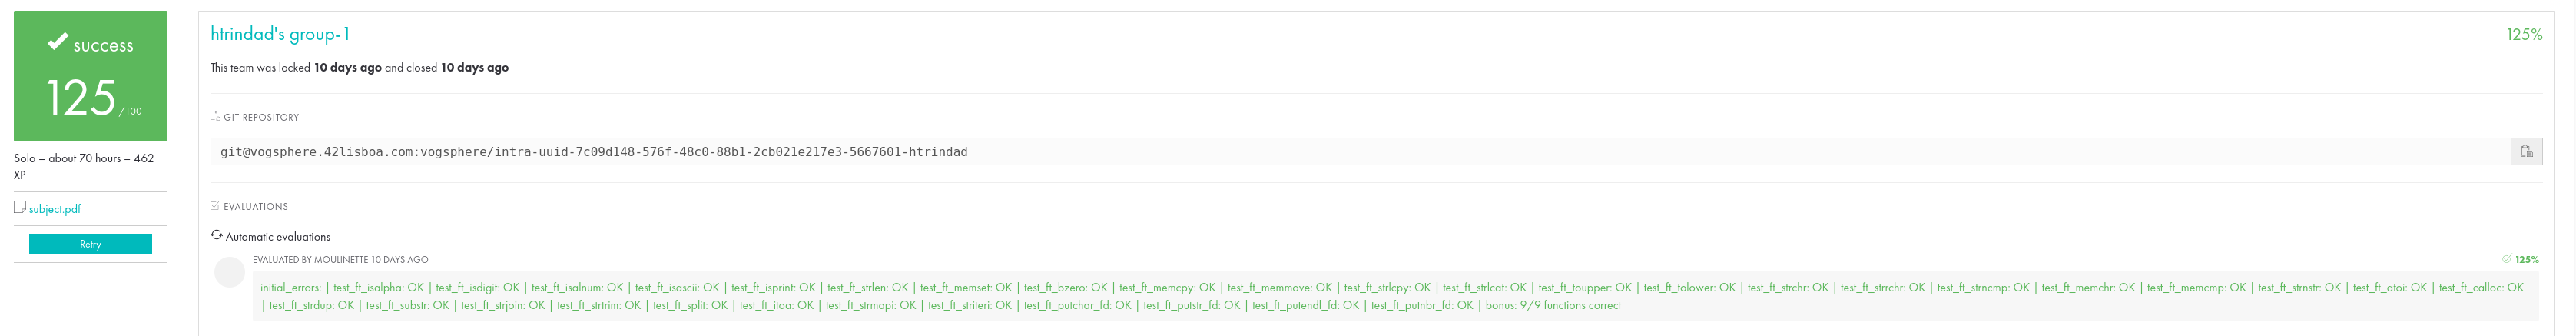 success
125 /100
Solo – about 70 hours – 462
XP
subject.pdf
Retry
htrindad's group-1
125%
This team was locked 10 days ago and closed 10 days ago
GIT REPOSITORY
git@vogsphere.42lisboa.com:vogsphere/intra-uuid-7c09d148-576f-48c0-88b1-2cb021e217e3-5667601-htrindad
EVALUATIONS
Automatic evaluations
EVALUATED BY MOULINETTE 10 DAYS AGO
125%
initial_errors: | test_ft_isalpha: OK | test_ft_isdigit: OK | test_ft_isalnum: OK | test_ft_isascii: OK | test_ft_isprint: OK | test_ft_strlen: OK | test_ft_memset: OK | test_ft_bzero: OK | test_ft_memcpy: OK | test_ft_memmove: OK | test_ft_strlcpy: OK | test_ft_strlcat: OK | test_ft_toupper: OK | test_ft_tolower: OK | test_ft_strchr: OK | test_ft_strrchr: OK | test_ft_strncmp: OK | test_ft_memchr: OK | test_ft_memcmp: OK | test_ft_strnstr: OK | test_ft_atoi: OK | test_ft_calloc: OK
| test_ft_strdup: OK | test_ft_substr: OK | test_ft_strjoin: OK | test_ft_strtrim: OK | test_ft_split: OK | test_ft_itoa: OK | test_ft_strmapi: OK | test_ft_striteri: OK | test_ft_putchar_fd: OK | test_ft_putstr_fd: OK | test_ft_putendl_fd: OK | test_ft_putnbr_fd: OK | bonus: 9/9 functions correct